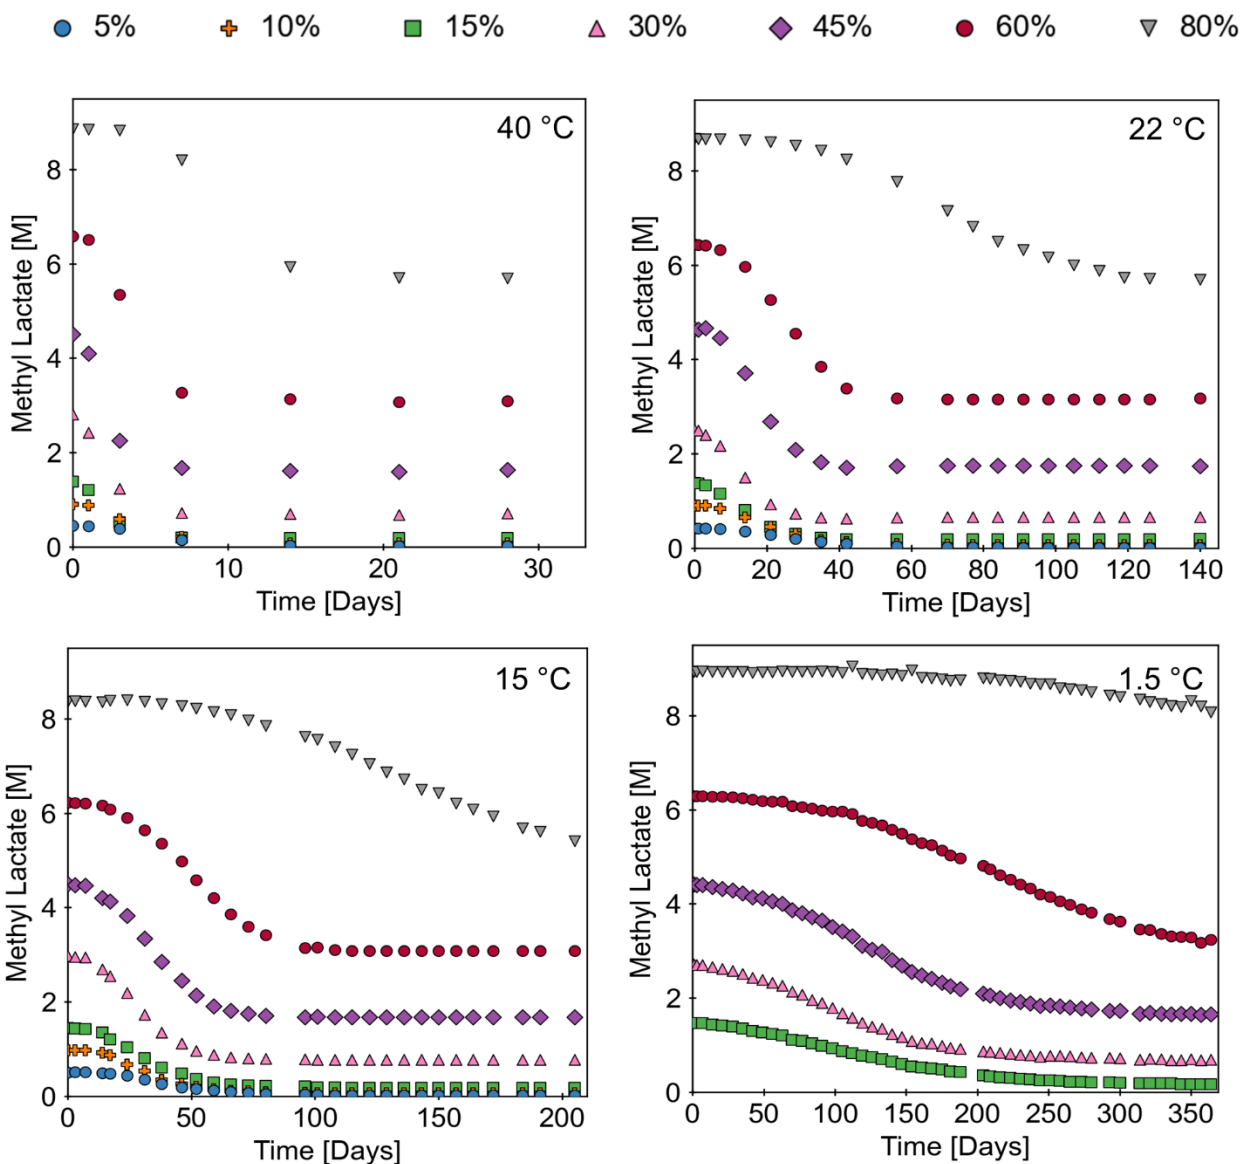 5% 10% 15% 30% 45% 60% 80%
40 °C
Methyl Lactate [M]
8
6
4
2
0
0 10 20 30
Time [Days]
22 °C
Methyl Lactate [M]
8
6
4
2
0
0 20 40 60 80 100 120 140
Time [Days]
15 °C
Methyl Lactate [M]
8
6
4
2
0
0 50 100 150 200
Time [Days]
1.5 °C
Methyl Lactate [M]
8
6
4
2
0
0 50 100 150 200 250 300 350
Time [Days]